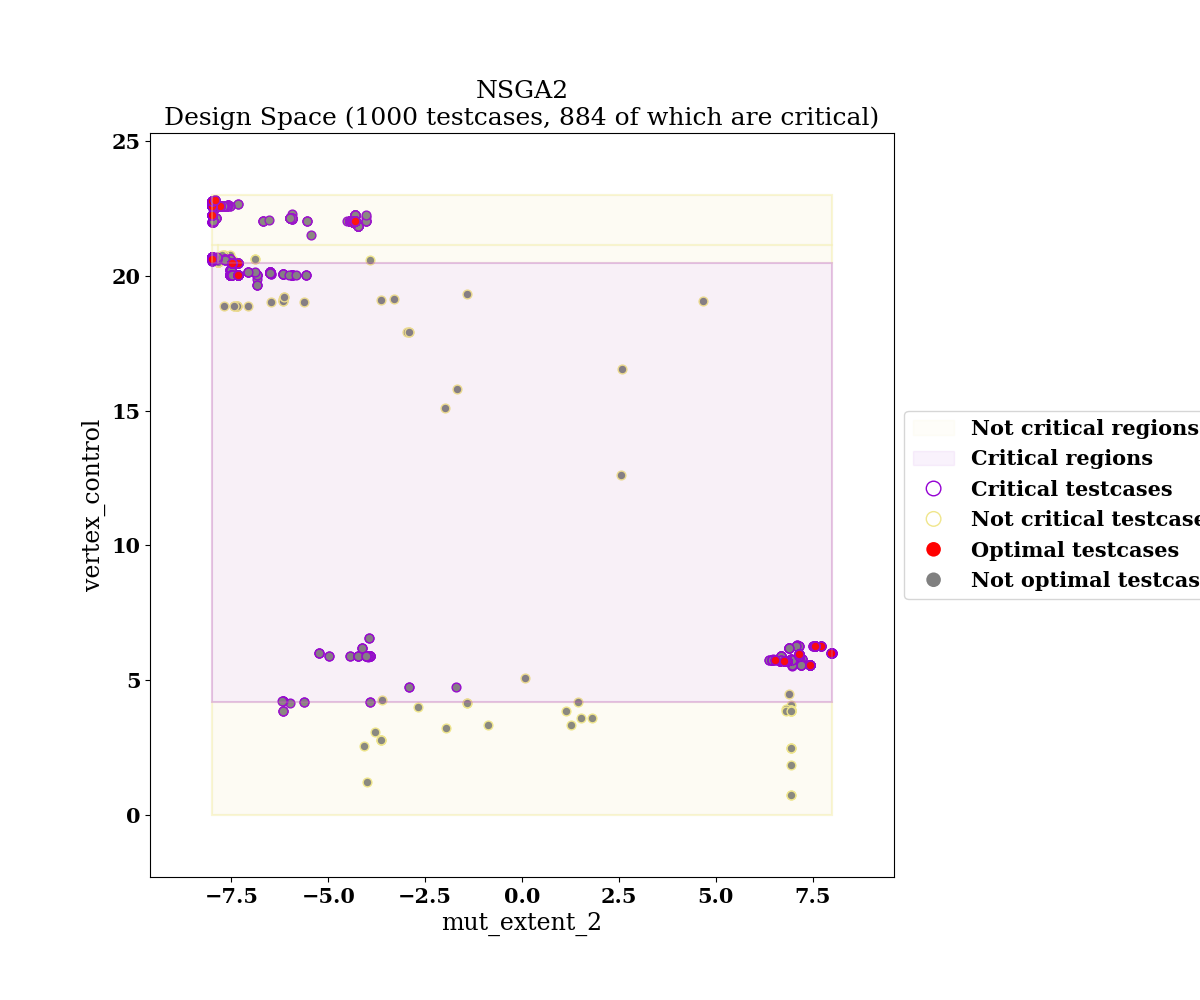 NSGA2
Design Space (1000 testcases, 884 of which are critical)
25
20
15
10
5
0
vertex_control
−7.5
−5.0
−2.5
0.0
2.5
5.0
7.5
mut_extent_2
Not critical regions
Critical regions
Critical testcases
Not critical testcase
Optimal testcases
Not optimal testcas